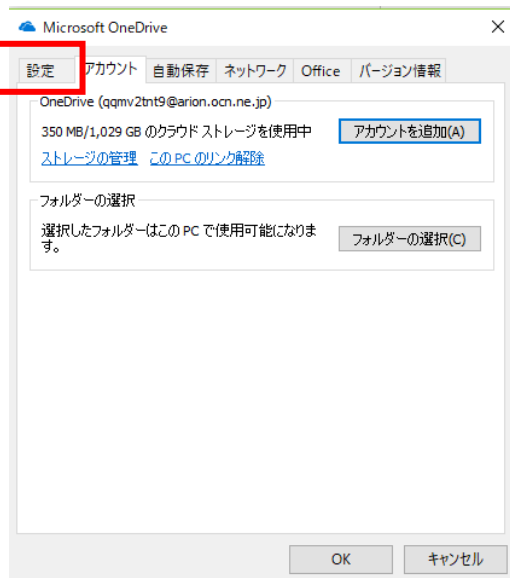 Microsoft OneDrive
設定 アカウント 自動保存 ネットワーク Office バージョン情報
OneDrive (qqmv2tnt9@arion.ocn.ne.jp)
350 MB/1,029 GB のクラウド ストレージを使用中 アカウントを追加(A)
ストレージの管理 この PC のリンク解除
フォルダーの選択
選択したフォルダーはこの PC で使用可能になりま
す。
フォルダーの選択(C)
OK キャンセル